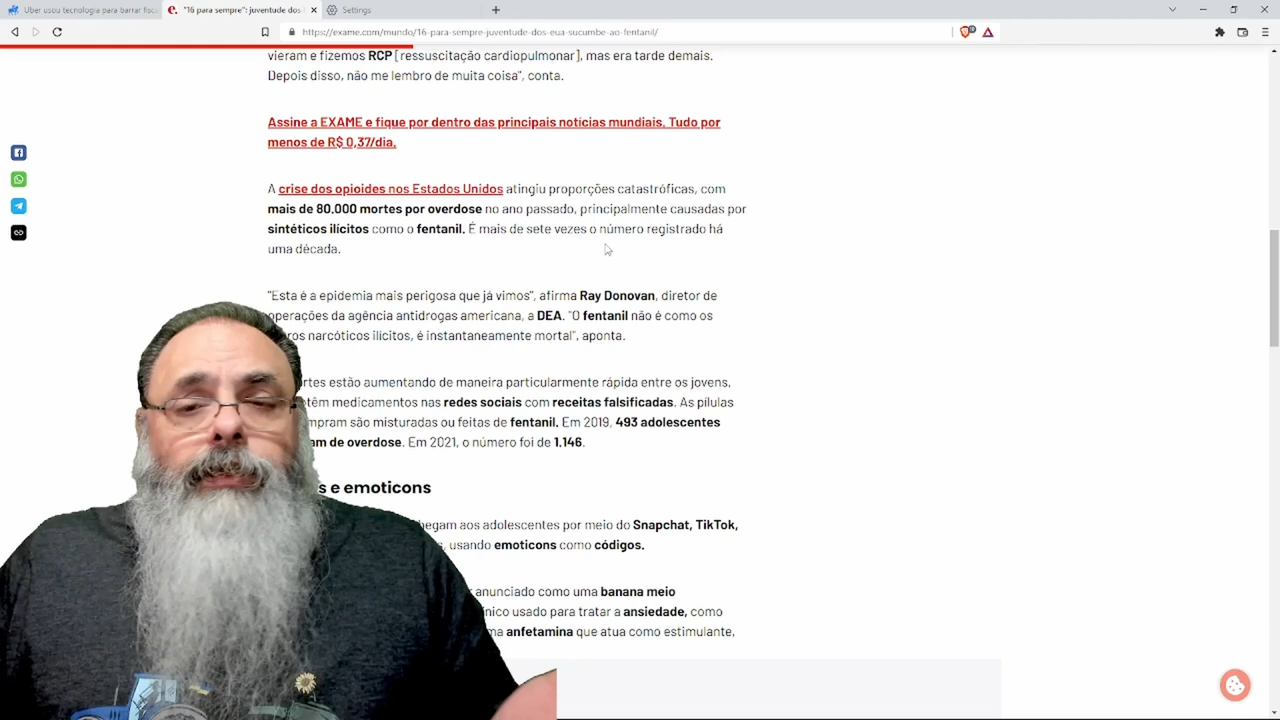 Uber usou tecnologia para barrar fisca
"16 para sempre": juventude dos
Settings
https://exame.com/mundo/16-para-sempre-juventude-dos-eua-sucumbe-ao-fentanil/
vieram e fizemos RCP [ressuscitação cardiopulmonar], mas era tarde demais.
Depois disso, não me lembro de muita coisa", conta.
Assine a EXAME e fique por dentro das principais notícias mundiais. Tudo por
menos de R$ 0,37/dia.
A crise dos opioides nos Estados Unidos atingiu proporções catastróficas, com
mais de 80.000 mortes por overdose no ano passado, principalmente causadas por
sintéticos ilícitos como o fentanil. É mais de sete vezes o número registrado há
uma década.
"Esta é a epidemia mais perigosa que já vimos", afirma Ray Donovan, diretor de
operações da agência antidrogas americana, a DEA. "O fentanil não é como os
ros narcóticos ilícitos, é instantaneamente mortal", aponta.
rtes estão aumentando de maneira particularmente rápida entre os jovens,
têm medicamentos nas redes sociais com receitas falsificadas. As pílulas
mpram são misturadas ou feitas de fentanil. Em 2019, 493 adolescentes
am de overdose. Em 2021, o número foi de 1.146.
s e emoticons
hegam aos adolescentes por meio do Snapchat, TikTok,
s, usando emoticons como códigos.
anunciado como uma banana meio
ínico usado para tratar a ansiedade, como
ma anfetamina que atua como estimulante,